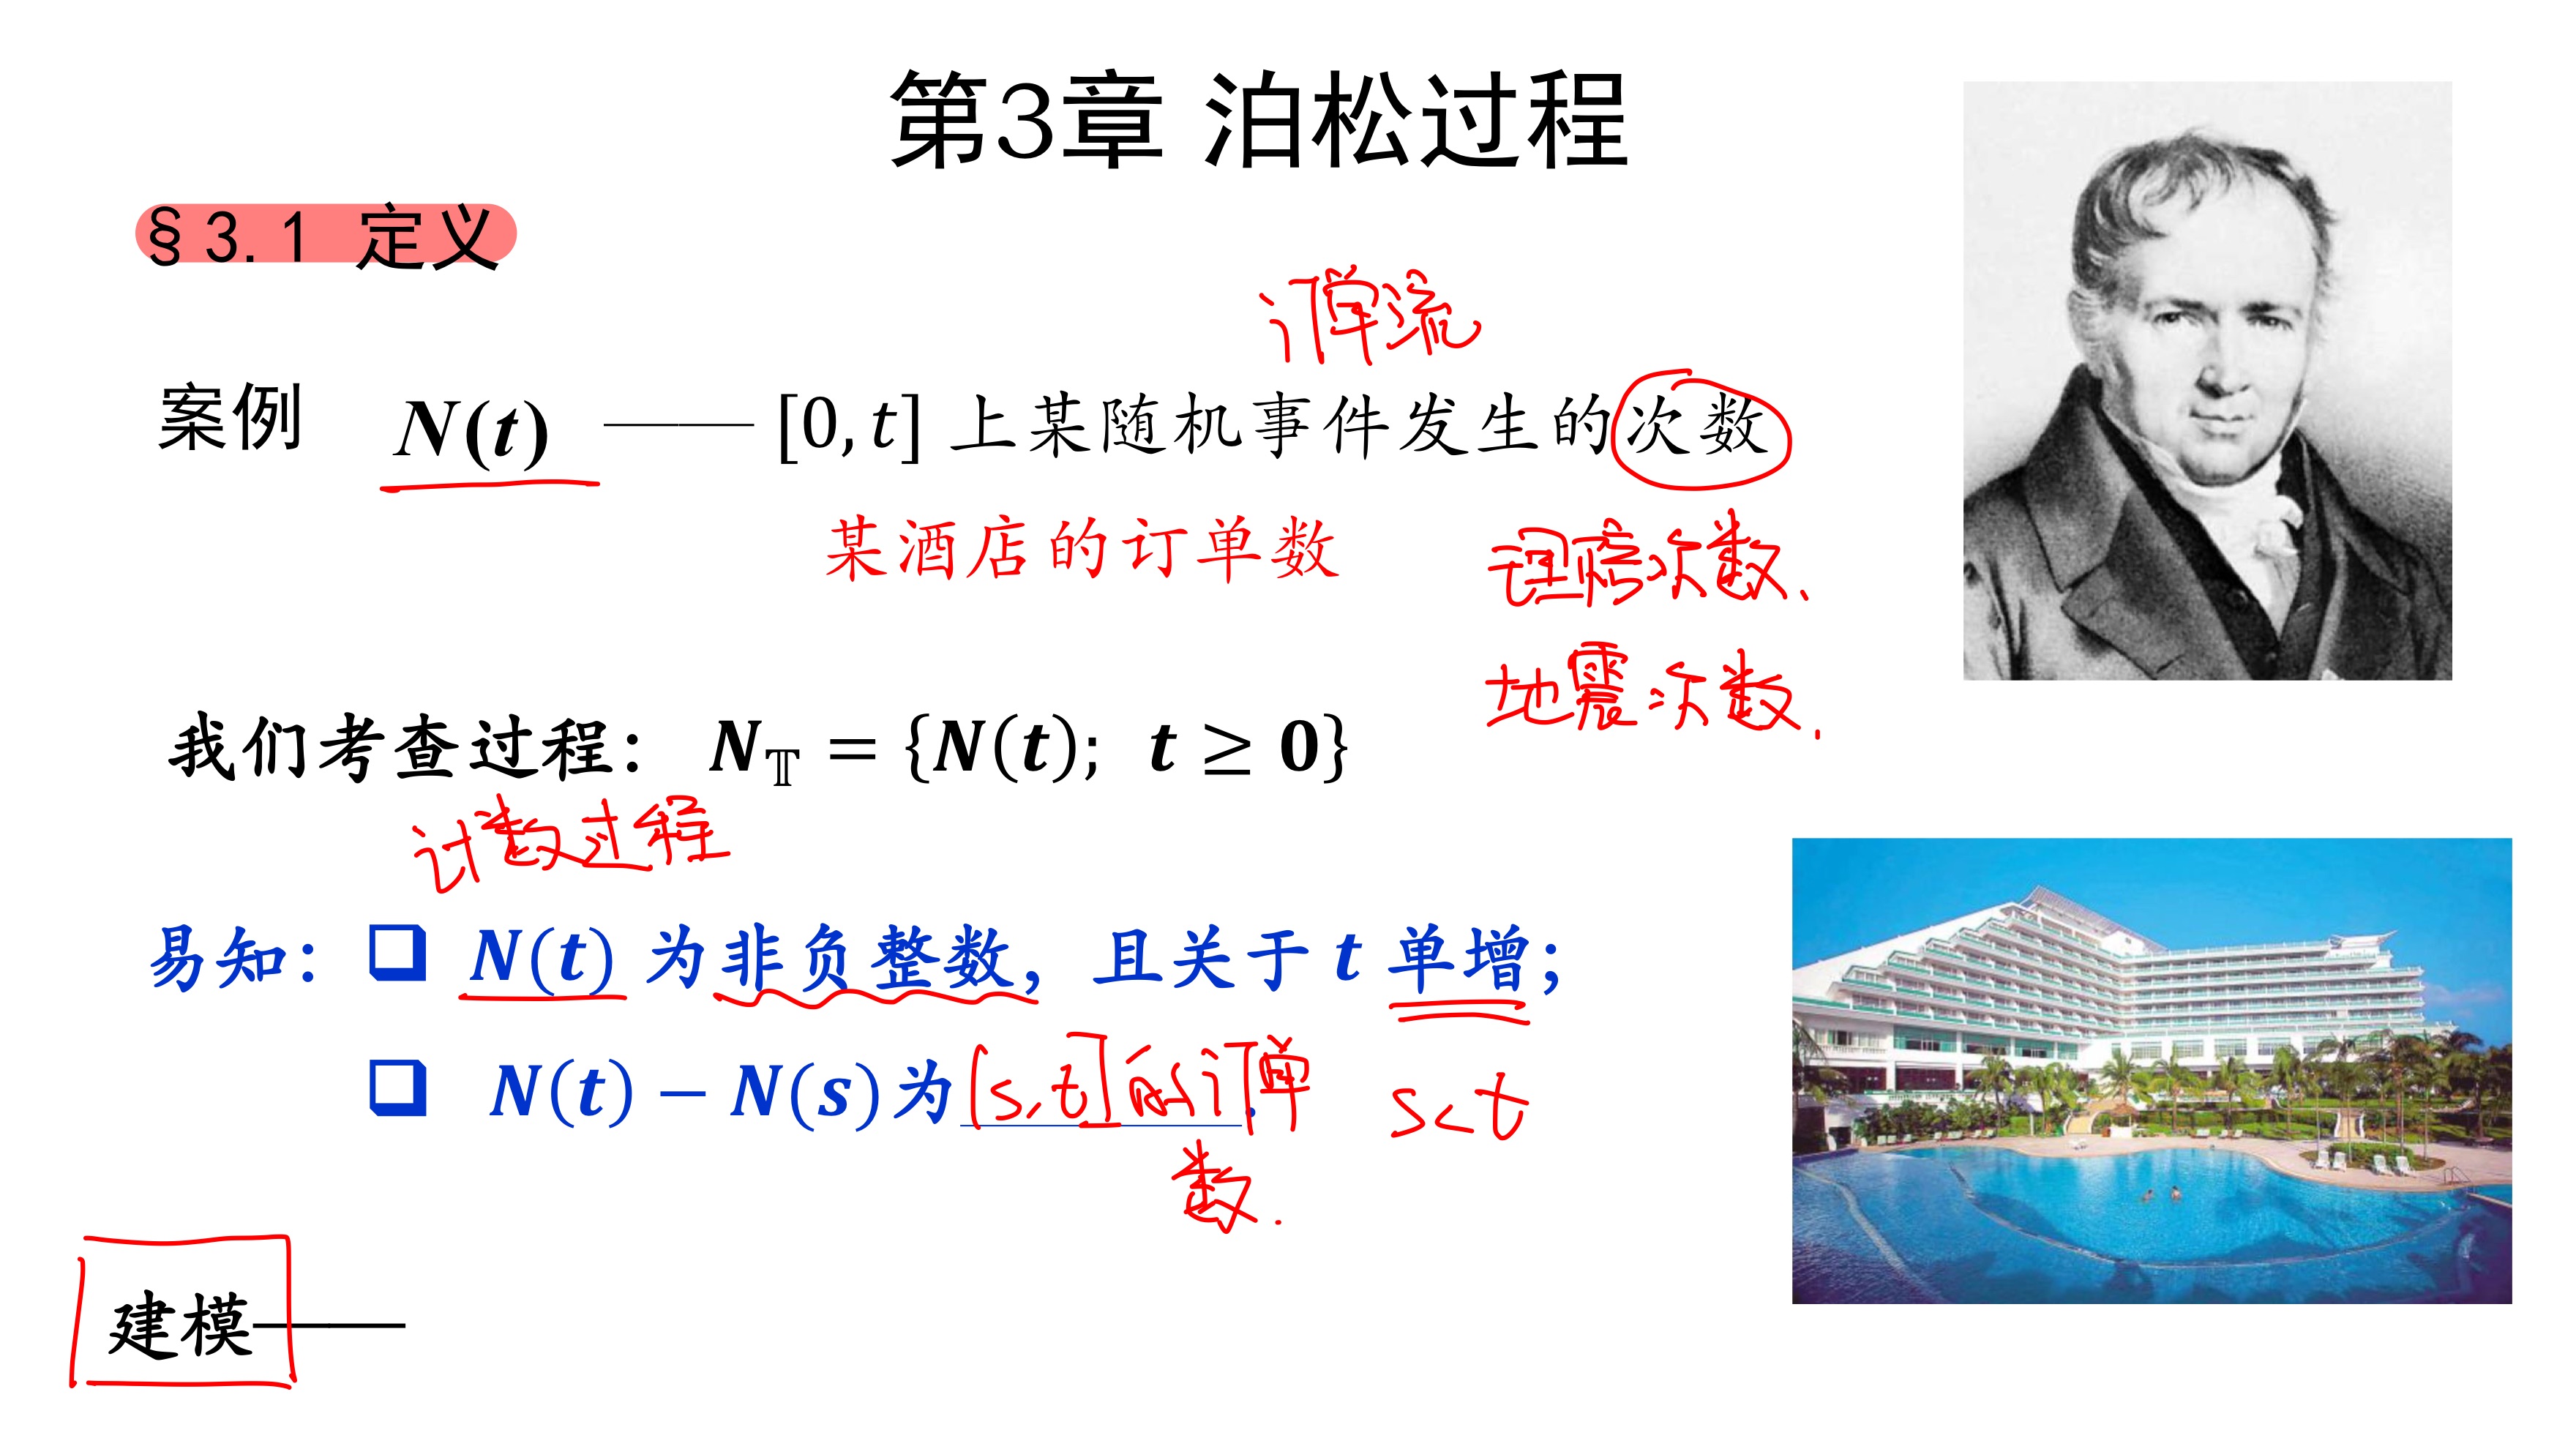 第3章 泊松过程
§3.1 定义
订单流
案例 N(t) —— [0, t] 上某随机事件发生的次数
某酒店的订单数
理赔次数.
地震次数.
我们考查过程： N_𝕋 = {N(t); t ≥ 0}
计数过程
易知： ❑ N(t) 为非负整数，且关于 t 单增；
❑ N(t) − N(s) 为 (s, t] 的订单 s<t
数.
建模——